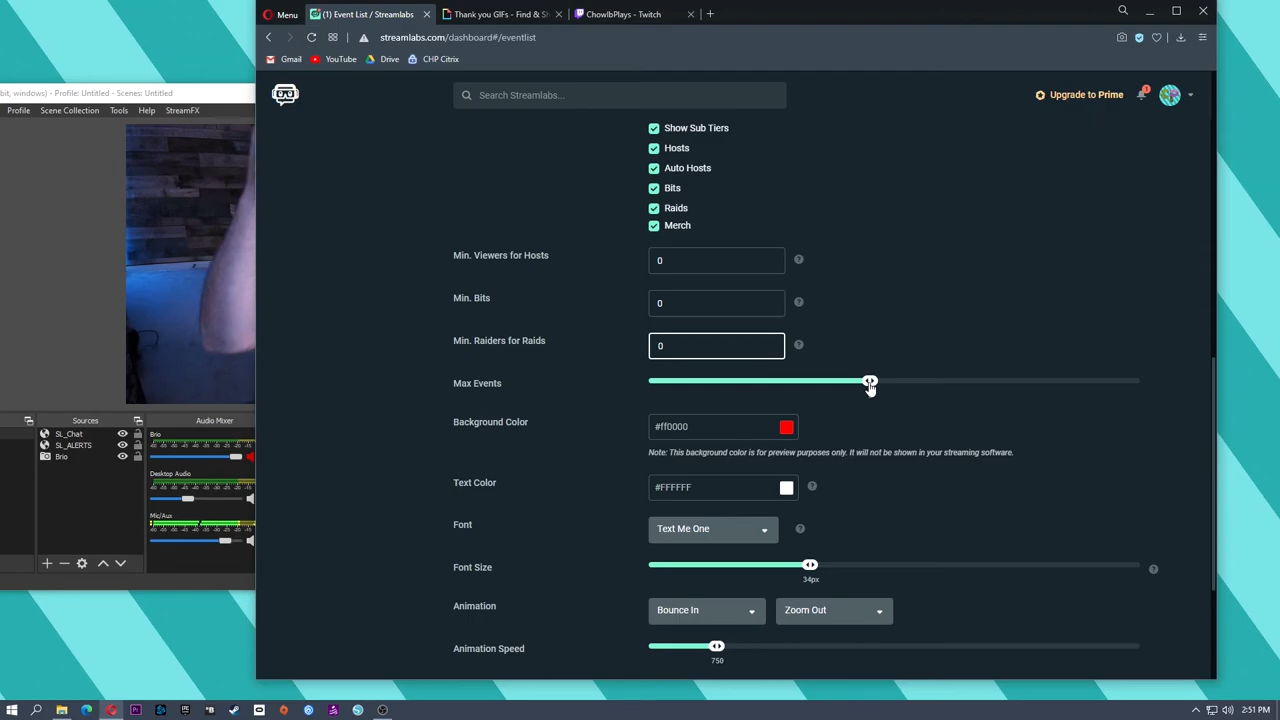 Menu
(1) Event List / Streamlabs
Thank you GIFs - Find & Sh
ChowIbPlays - Twitch
streamlabs.com/dashboard#/eventlist
Gmail
YouTube
Drive
CHP Citrix
bit, windows) - Profile: Untitled - Scenes: Untitled
Profile
Scene Collection
Tools
Help
StreamFX
Search Streamlabs...
Upgrade to Prime
1
Show Sub Tiers
Hosts
Auto Hosts
Bits
Raids
Merch
Min. Viewers for Hosts
0
Min. Bits
0
Min. Raiders for Raids
0
Max Events
Background Color
#ff0000
Note: This background color is for preview purposes only. It will not be shown in your streaming software.
Text Color
#FFFFFF
Font
Text Me One
Font Size
34px
Animation
Bounce In
Zoom Out
Animation Speed
750
Sources
SL_Chat
SL_ALERTS
Brio
Audio Mixer
Brio
Desktop Audio
Mic/Aux
2:51 PM